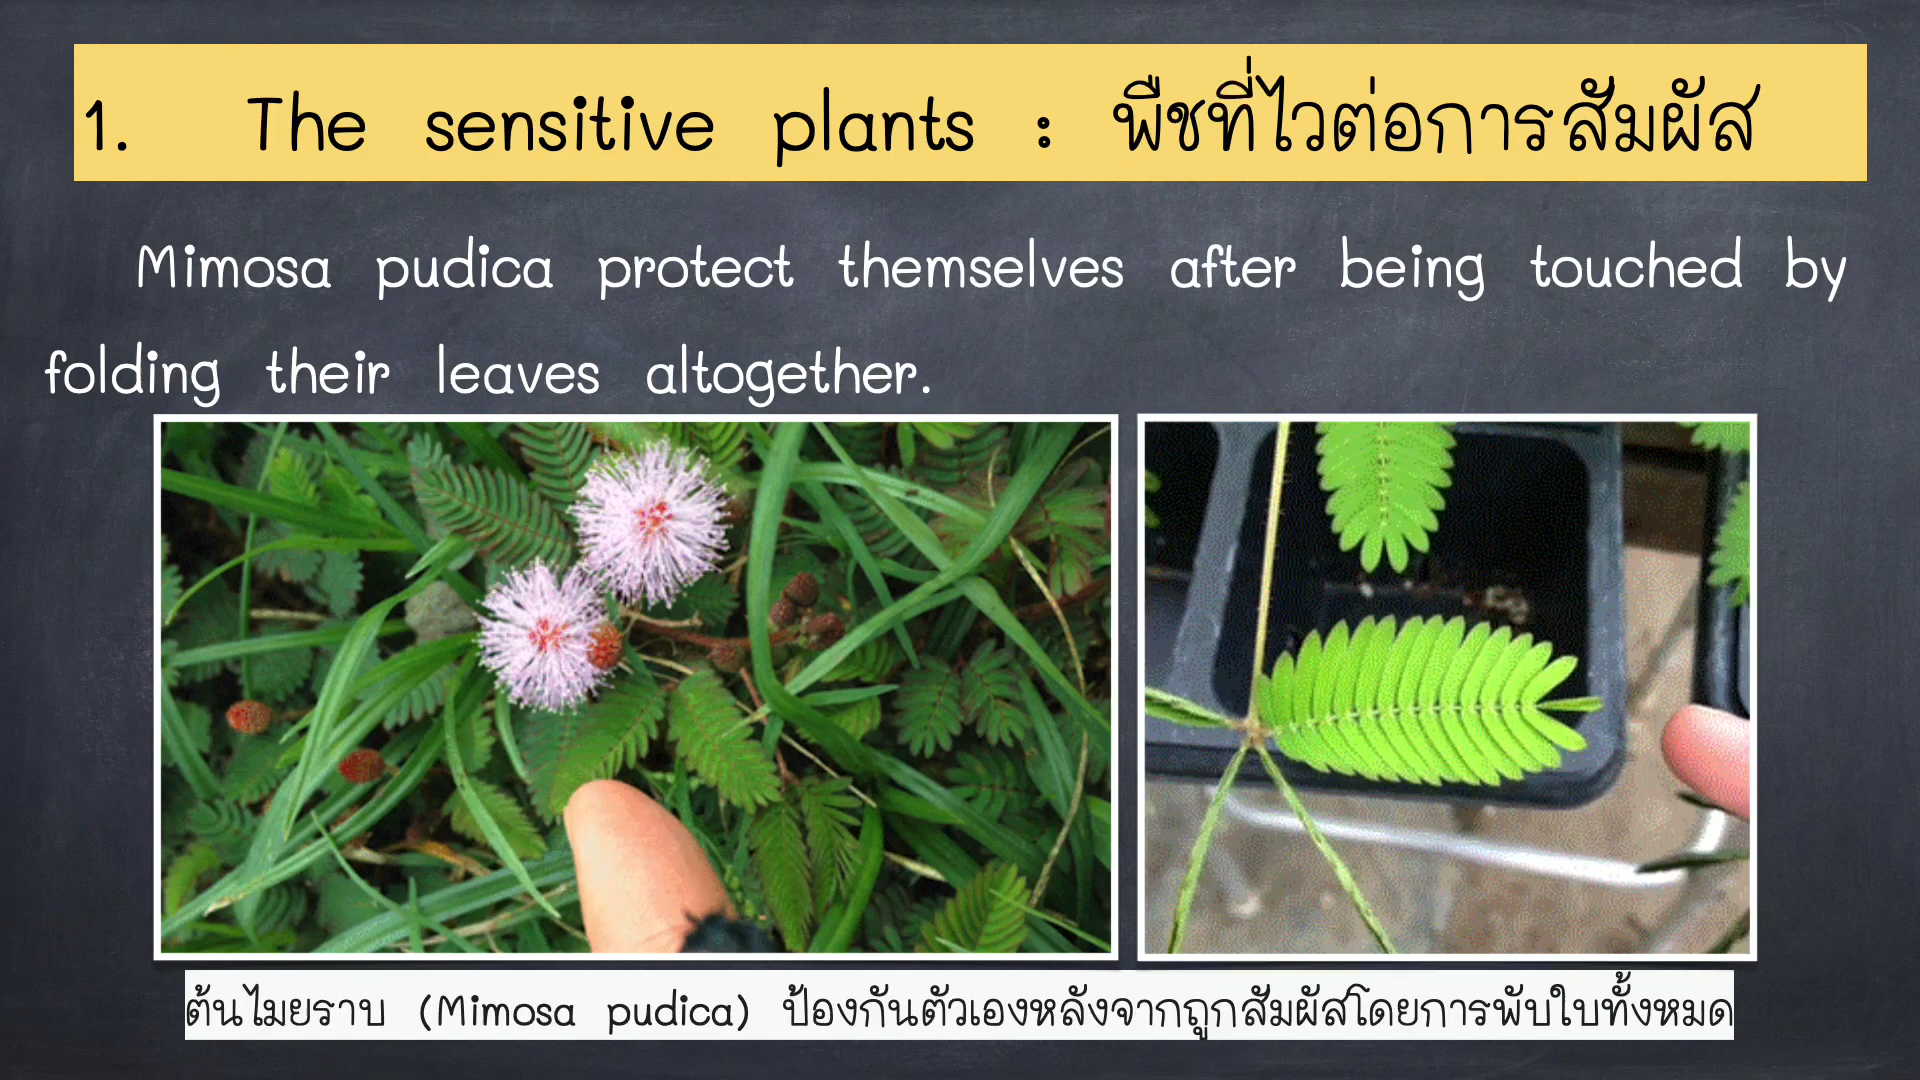 1. The sensitive plants : พืชที่ไวต่อการสัมผัส
Mimosa pudica protect themselves after being touched by
folding their leaves altogether.
ต้นไมยราบ (Mimosa pudica) ป้องกันตัวเองหลังจากถูกสัมผัสโดยการพับใบทั้งหมด